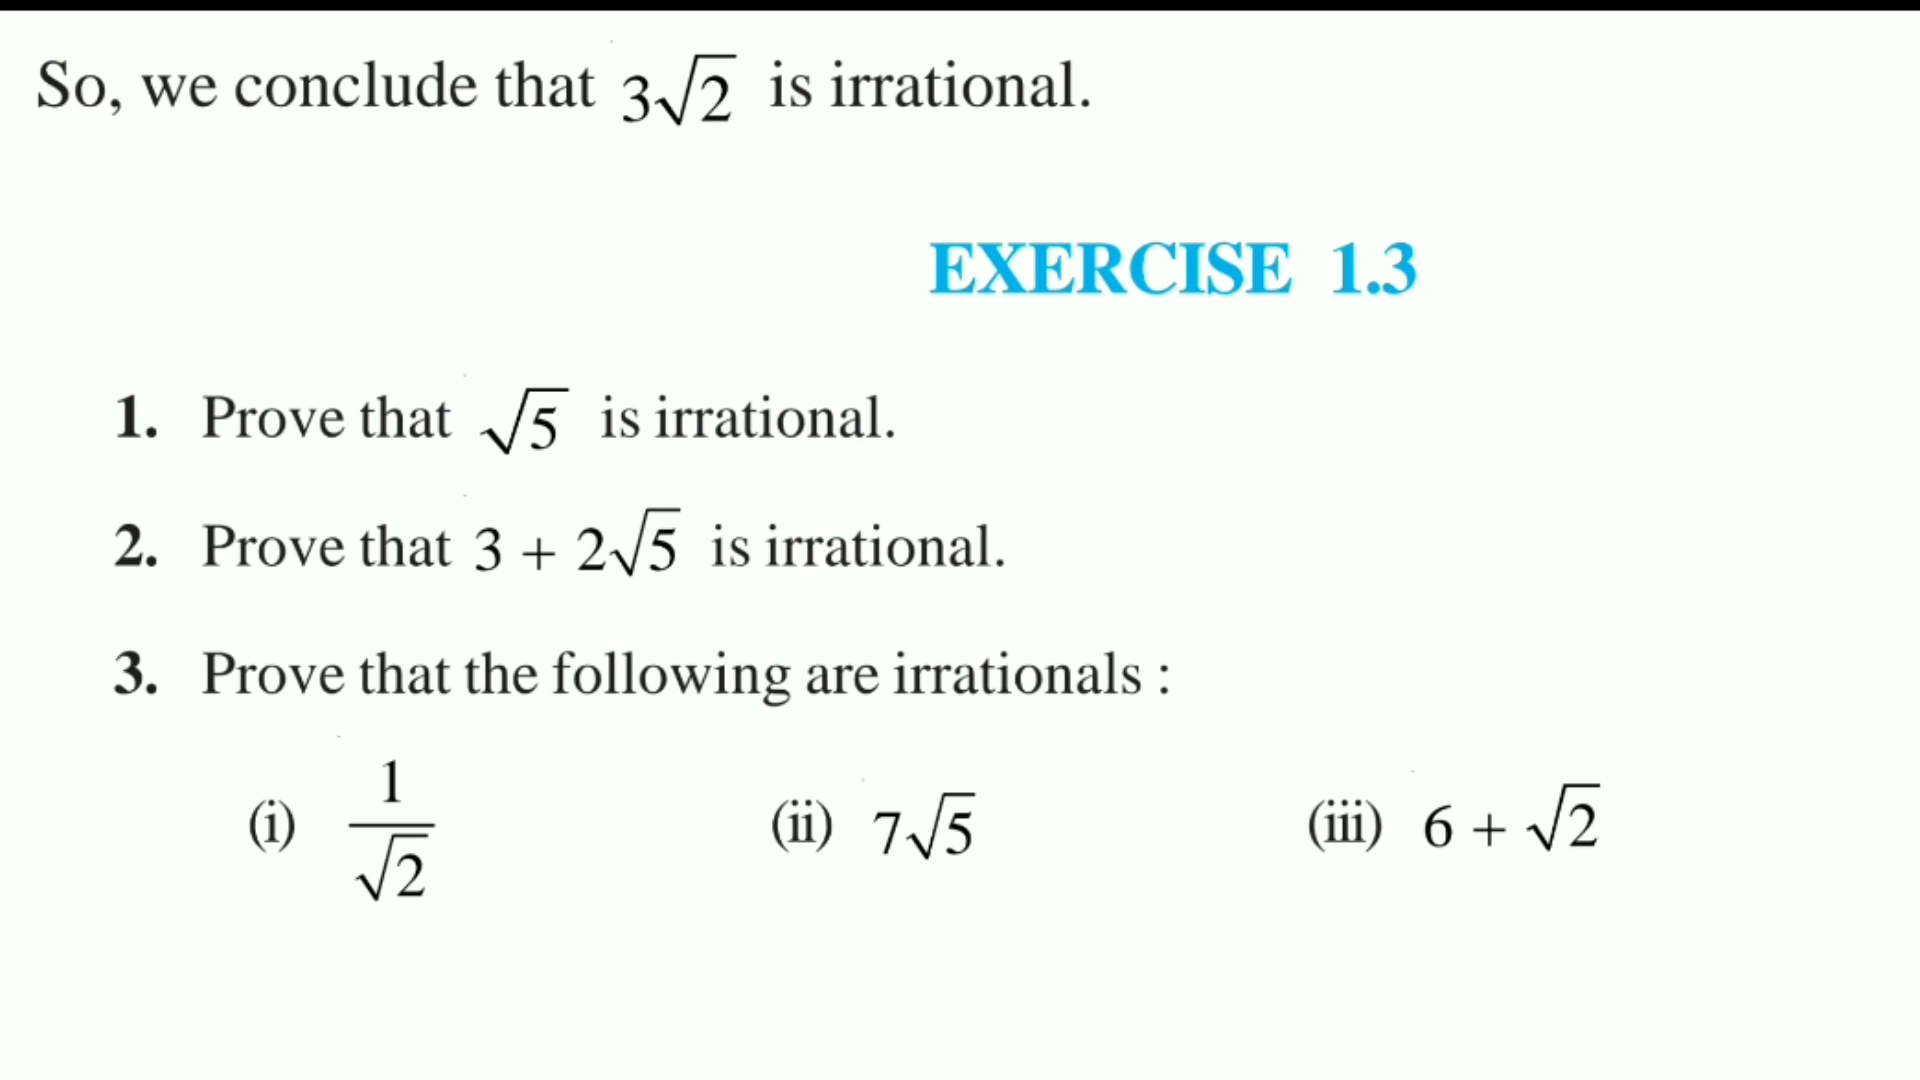 So, we conclude that 3√2 is irrational.
EXERCISE 1.3
1. Prove that √5 is irrational.
2. Prove that 3 + 2√5 is irrational.
3. Prove that the following are irrationals :
(i) 1/√2 (ii) 7√5 (iii) 6 + √2